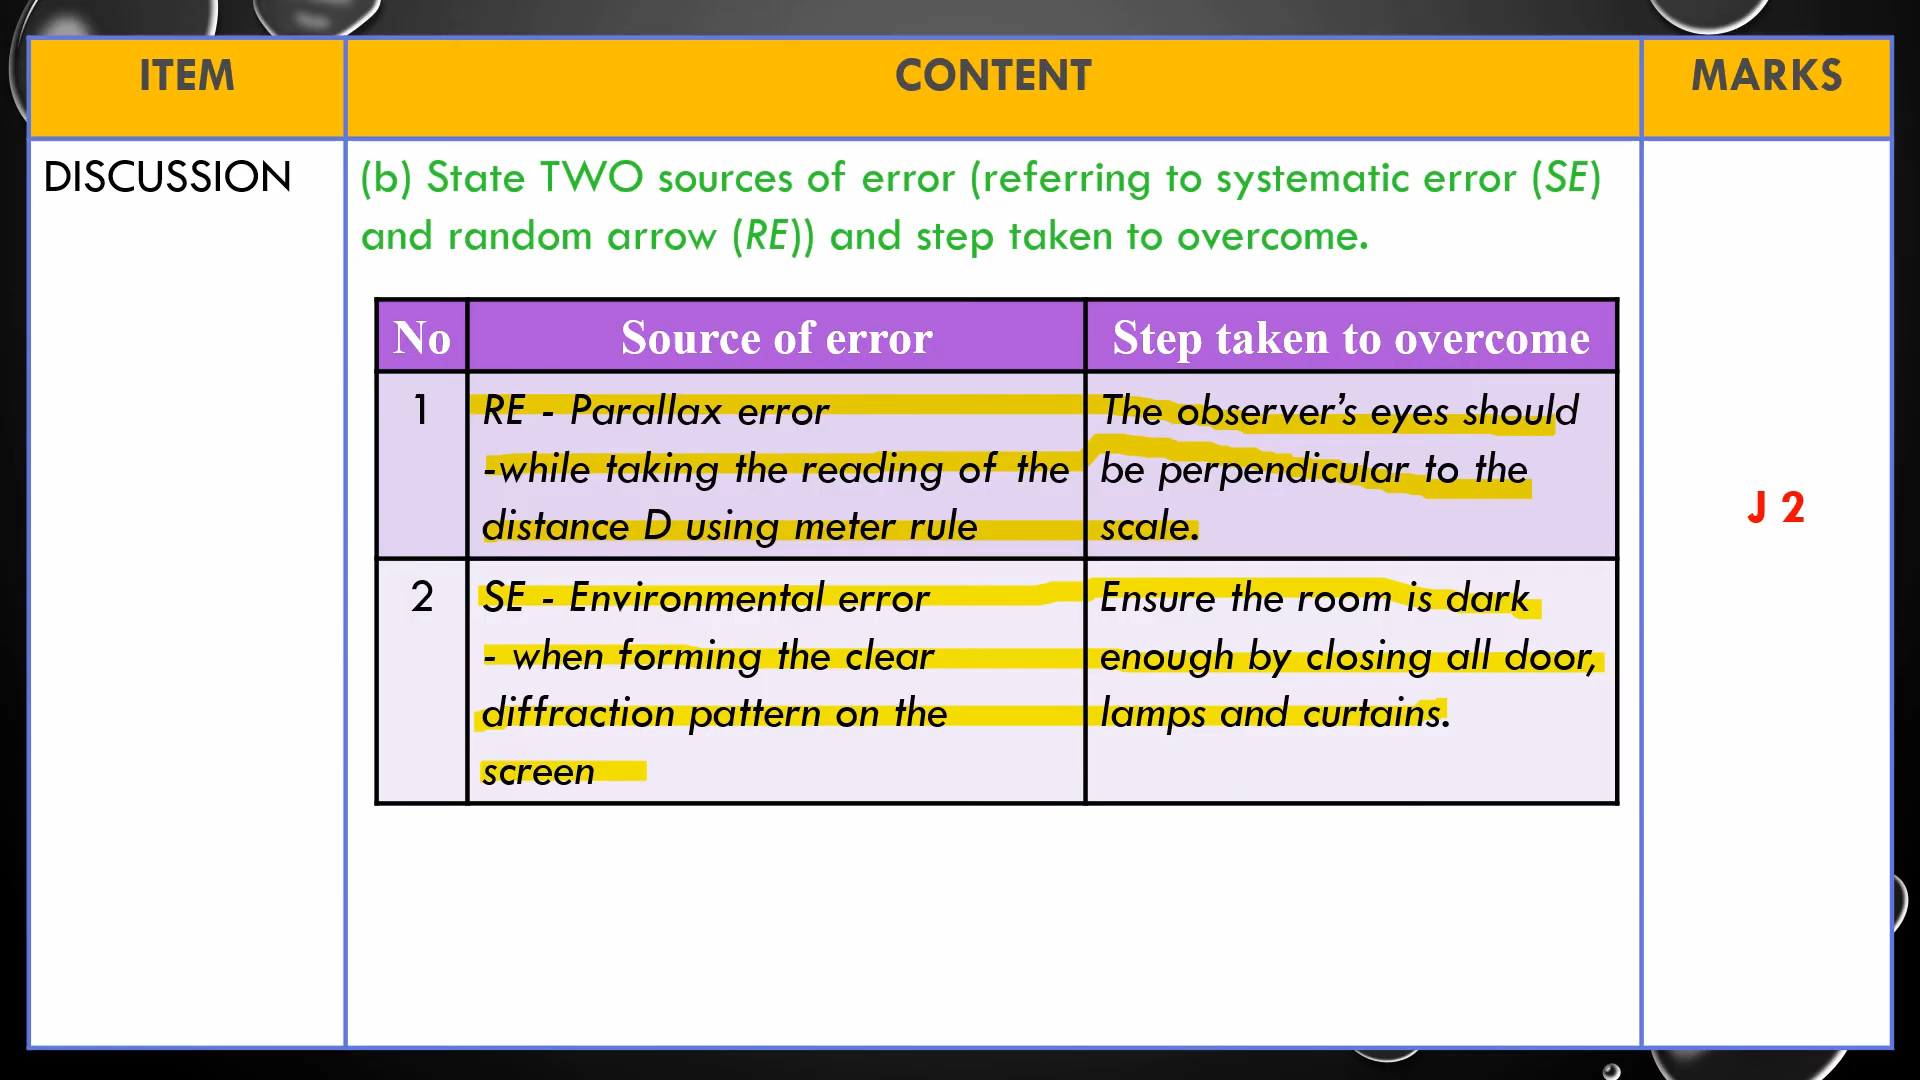 ITEM
CONTENT
MARKS
DISCUSSION
(b) State TWO sources of error (referring to systematic error (SE)
and random arrow (RE)) and step taken to overcome.
No
Source of error
Step taken to overcome
1
RE - Parallax error
-while taking the reading of the
distance D using meter rule
The observer's eyes should
be perpendicular to the
scale.
2
SE - Environmental error
- when forming the clear
diffraction pattern on the
screen
Ensure the room is dark
enough by closing all door,
lamps and curtains.
J 2